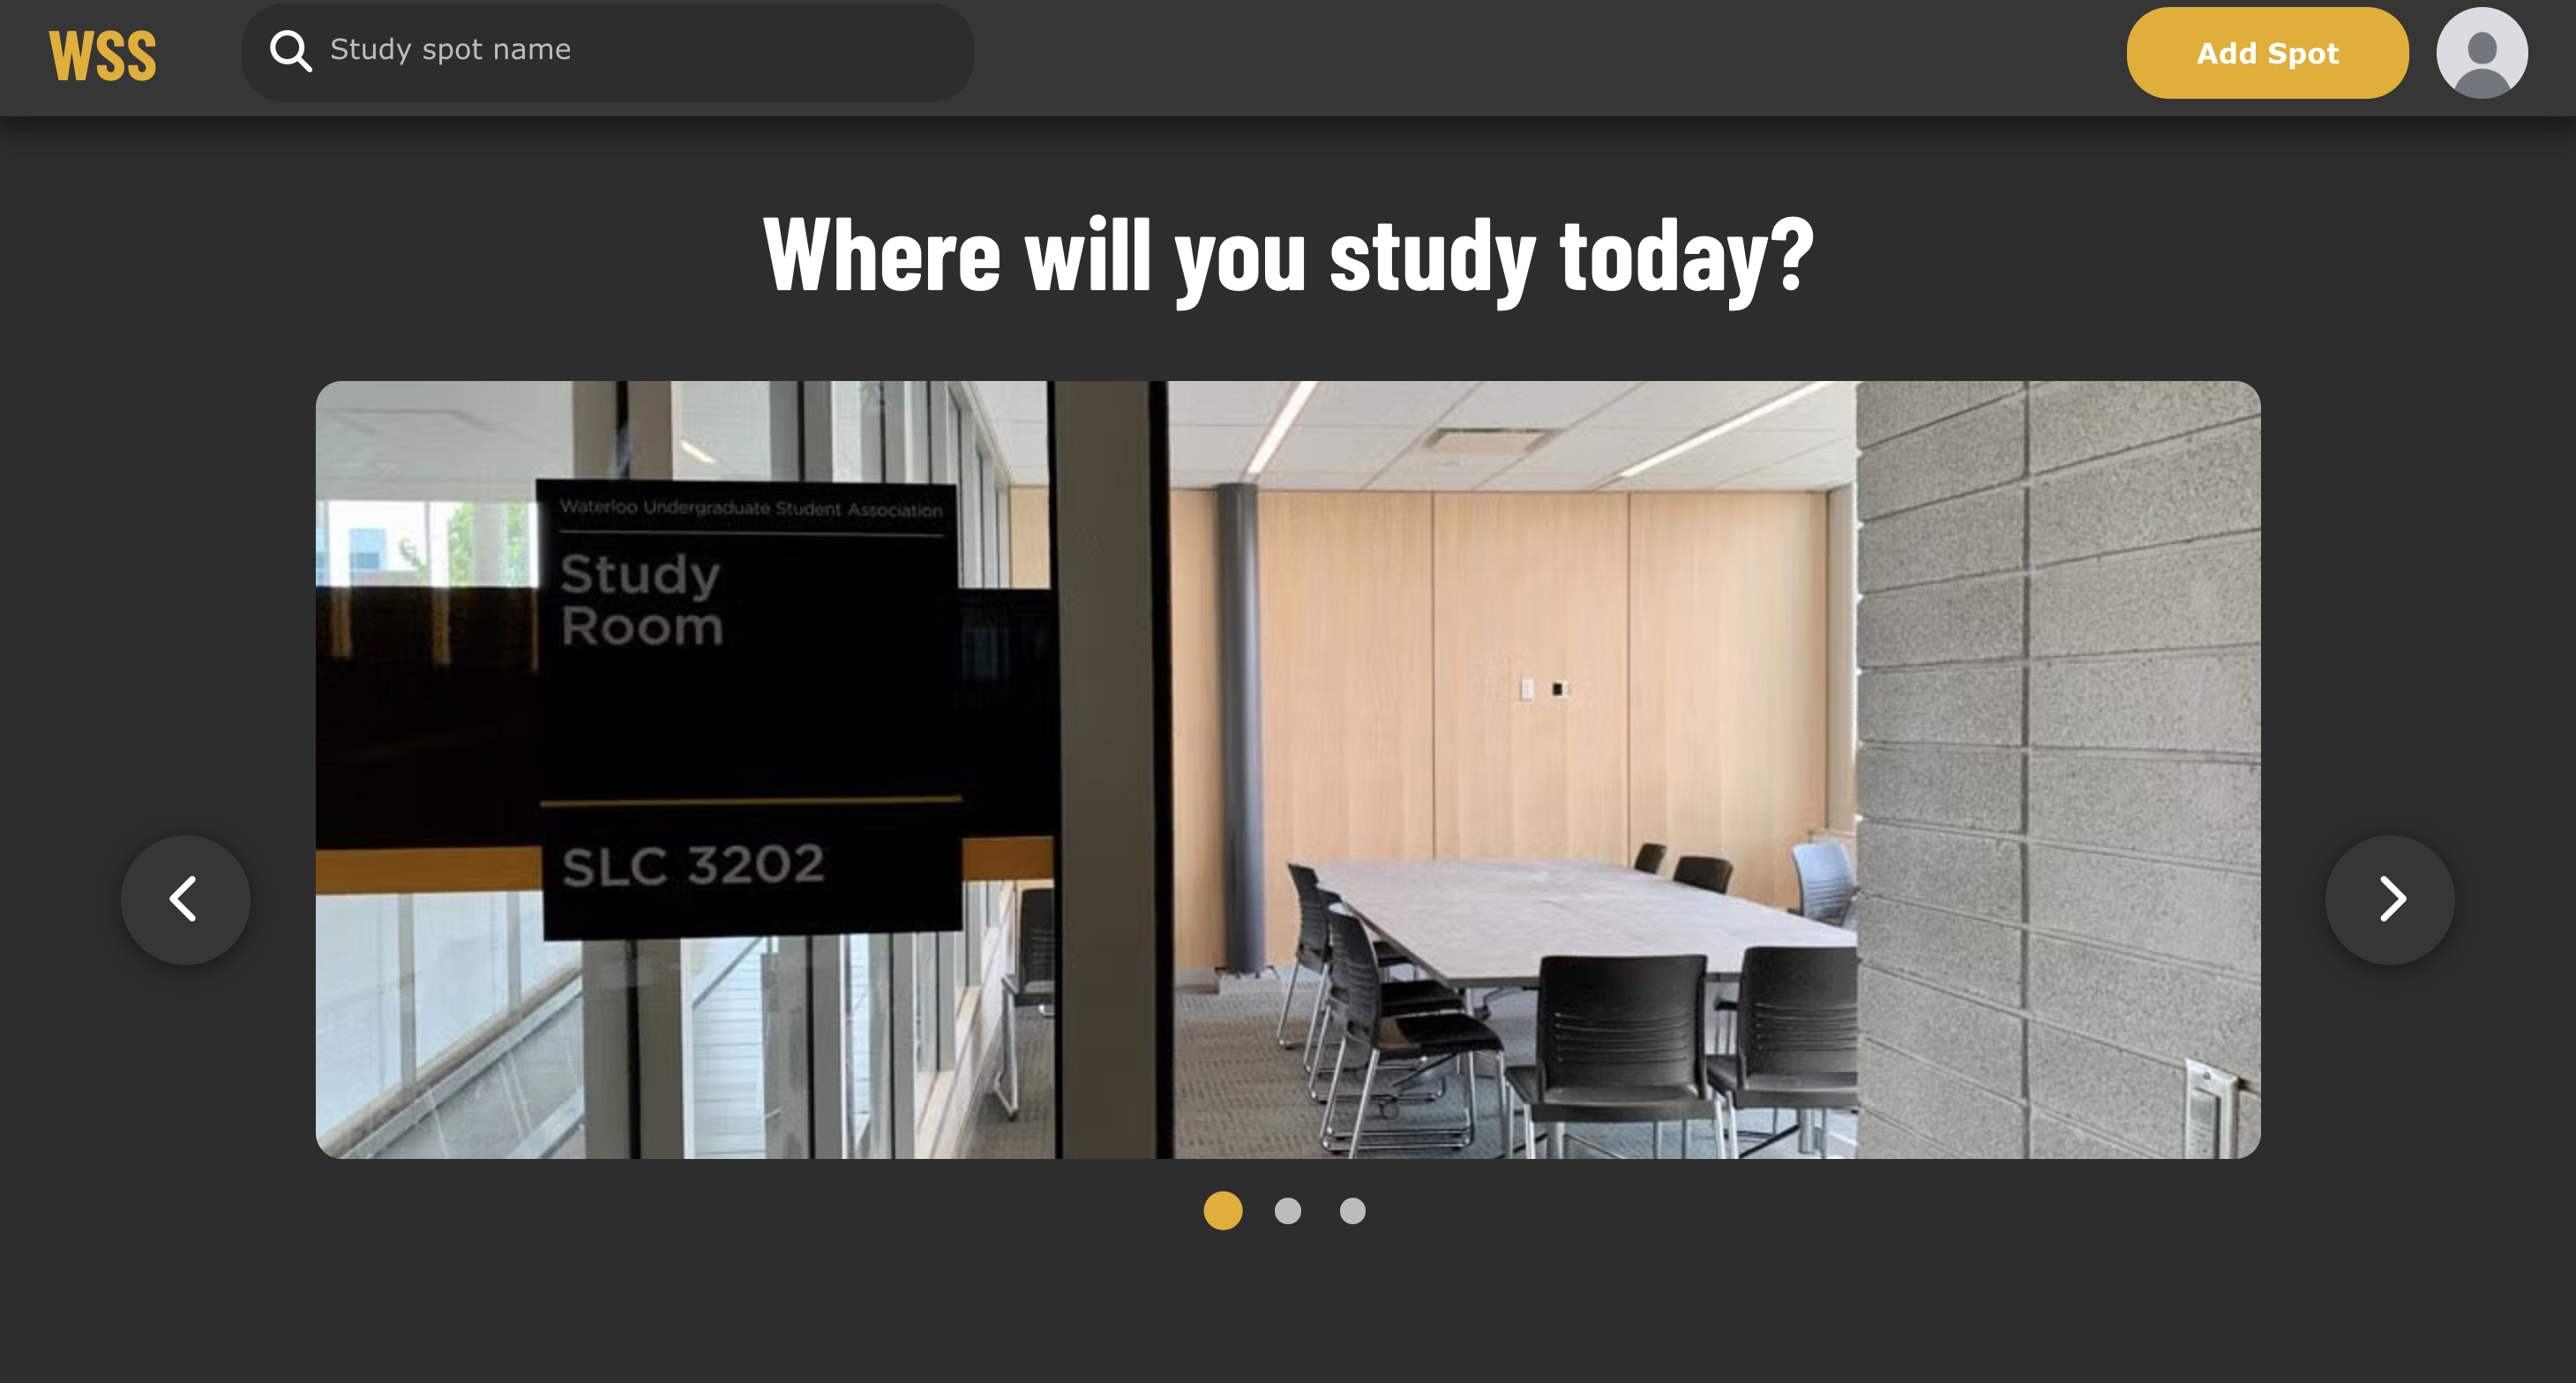 WSS
Study spot name
Add Spot
Where will you study today?
Waterloo Undergraduate Student Association
Study
Room
SLC 3202